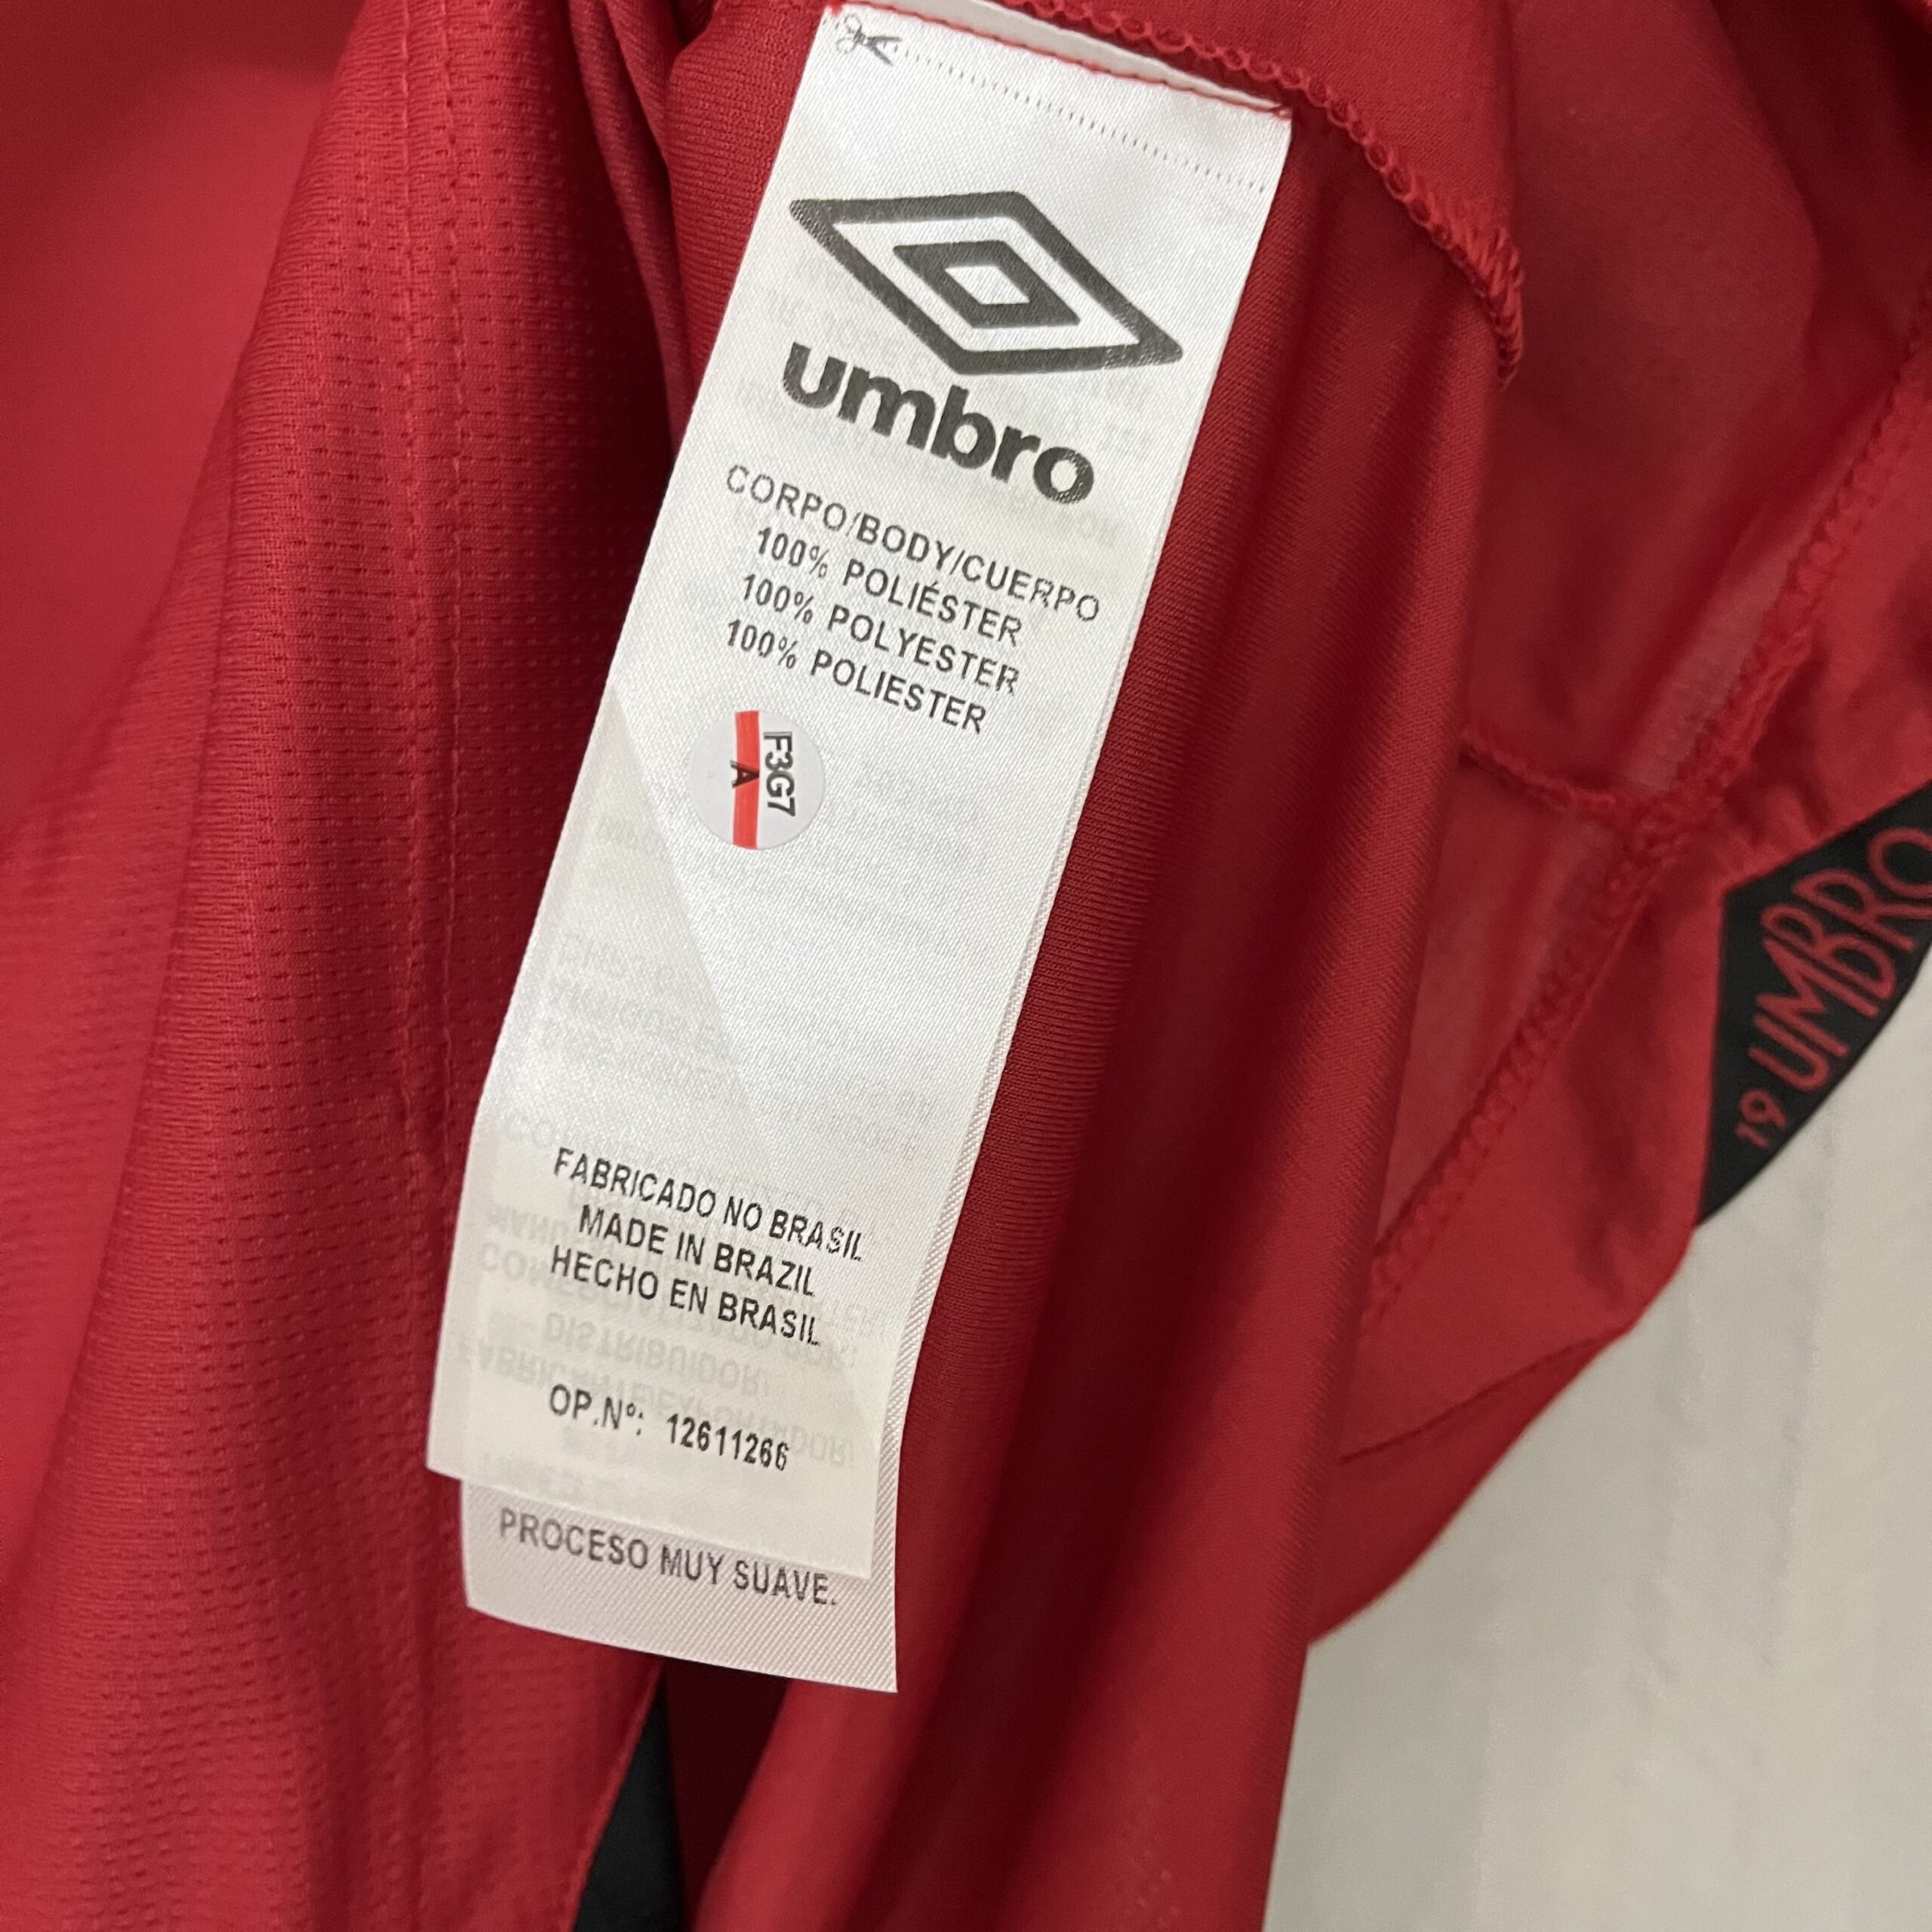 umbro
CORPO/BODY/CUERPO
100% POLIÉSTER
100% POLYESTER
100% POLIESTER
F3G7
A
FABRICADO NO BRASIL
MADE IN BRAZIL
HECHO EN BRASIL
OP.Nº: 12611266
PROCESO MUY SUAVE.
19 UMBRO